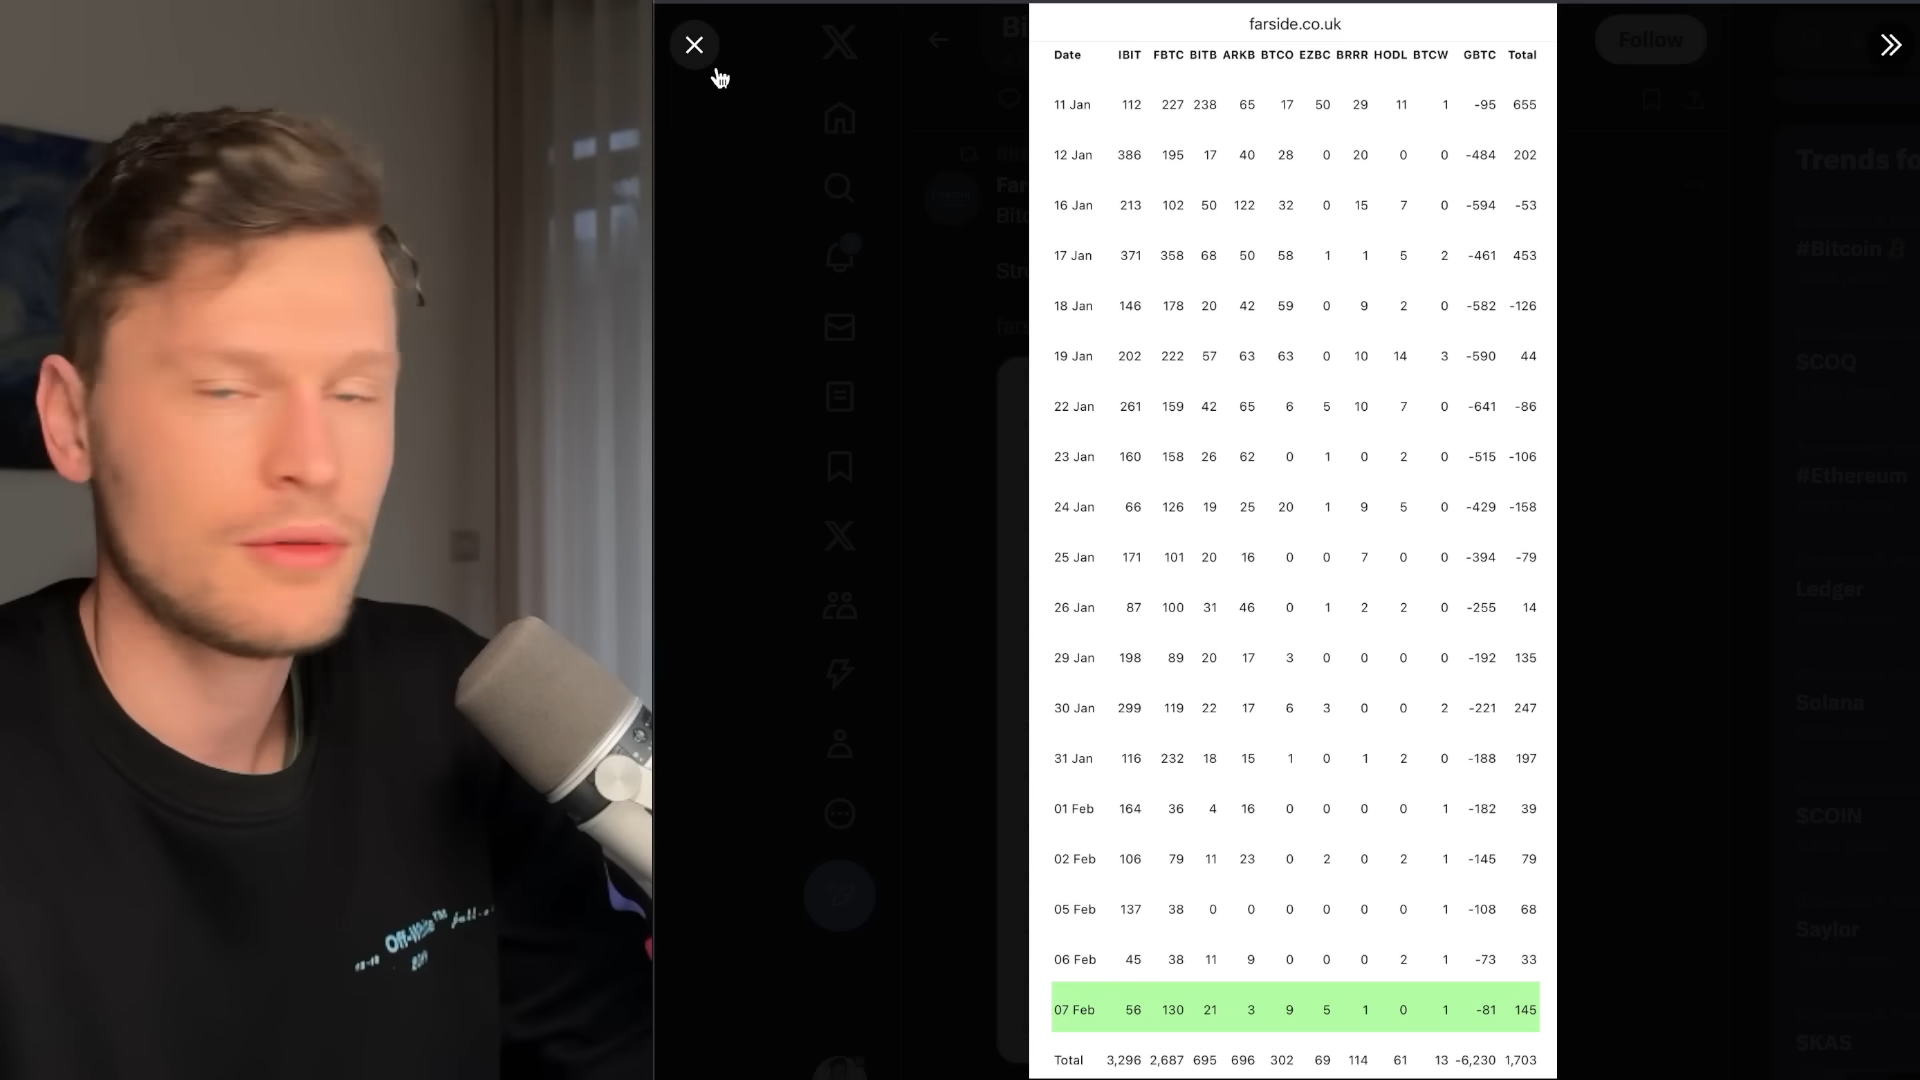 farside.co.uk
Date IBIT FBTC BITB ARKB BTCO EZBC BRRR HODL BTCW GBTC Total
11 Jan 112 227 238 65 17 50 29 11 1 -95 655
12 Jan 386 195 17 40 28 0 20 0 0 -484 202
16 Jan 213 102 50 122 32 0 15 7 0 -594 -53
17 Jan 371 358 68 50 58 1 1 5 2 -461 453
18 Jan 146 178 20 42 59 0 9 2 0 -582 -126
19 Jan 202 222 57 63 63 0 10 14 3 -590 44
22 Jan 261 159 42 65 6 5 10 7 0 -641 -86
23 Jan 160 158 26 62 0 1 0 2 0 -515 -106
24 Jan 66 126 19 25 20 1 9 5 0 -429 -158
25 Jan 171 101 20 16 0 0 7 0 0 -394 -79
26 Jan 87 100 31 46 0 1 2 2 0 -255 14
29 Jan 198 89 20 17 3 0 0 0 0 -192 135
30 Jan 299 119 22 17 6 3 0 0 2 -221 247
31 Jan 116 232 18 15 1 0 1 2 0 -188 197
01 Feb 164 36 4 16 0 0 0 0 1 -182 39
02 Feb 106 79 11 23 0 2 0 2 1 -145 79
05 Feb 137 38 0 0 0 0 0 0 1 -108 68
06 Feb 45 38 11 9 0 0 0 2 1 -73 33
07 Feb 56 130 21 3 9 5 1 0 1 -81 145
Total 3,296 2,687 695 696 302 69 114 61 13 -6,230 1,703
Follow
#Bitcoin
$COQ
#Ethereum
Ledger
Solana
$COIN
Saylor
$KAS
Off-White™